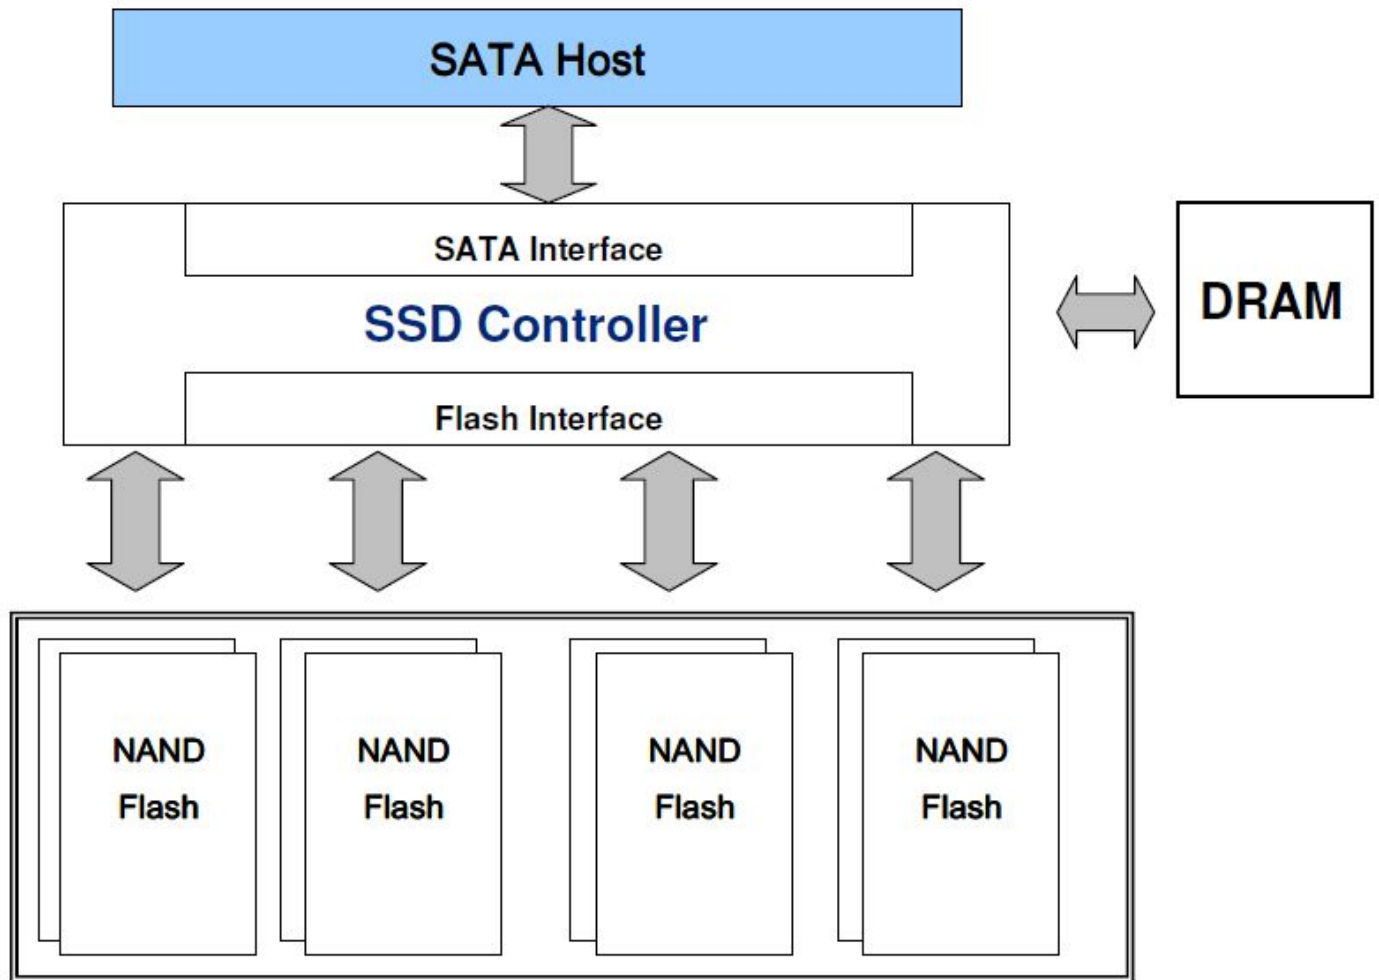 SATA Host
SATA Interface
SSD Controller
DRAM
Flash Interface
NAND
Flash
NAND
Flash
NAND
Flash
NAND
Flash